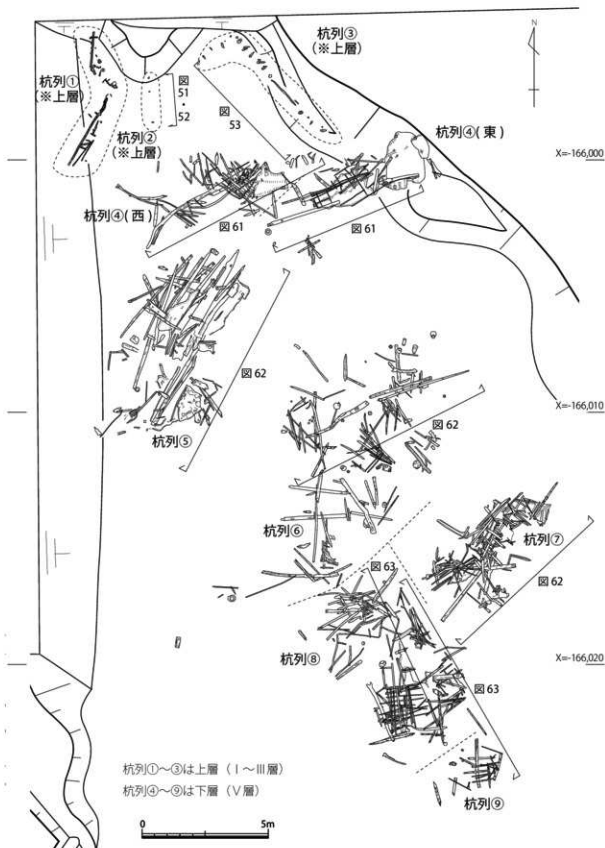 杭列③
(※上層)
N
杭列①
(※上層)
図
51
・
52
杭列②
(※上層)
図
53
杭列④(東)
X=-166,000
杭列④(西)
図 61
図 61
図 62
X=-166,010
杭列⑤
図 62
杭列⑥
杭列⑦
図 63
図 62
杭列⑧
X=-166,020
図 63
杭列①～③は上層（Ⅰ～Ⅲ層）
杭列④～⑨は下層（Ⅴ層）
杭列⑨
0
5m